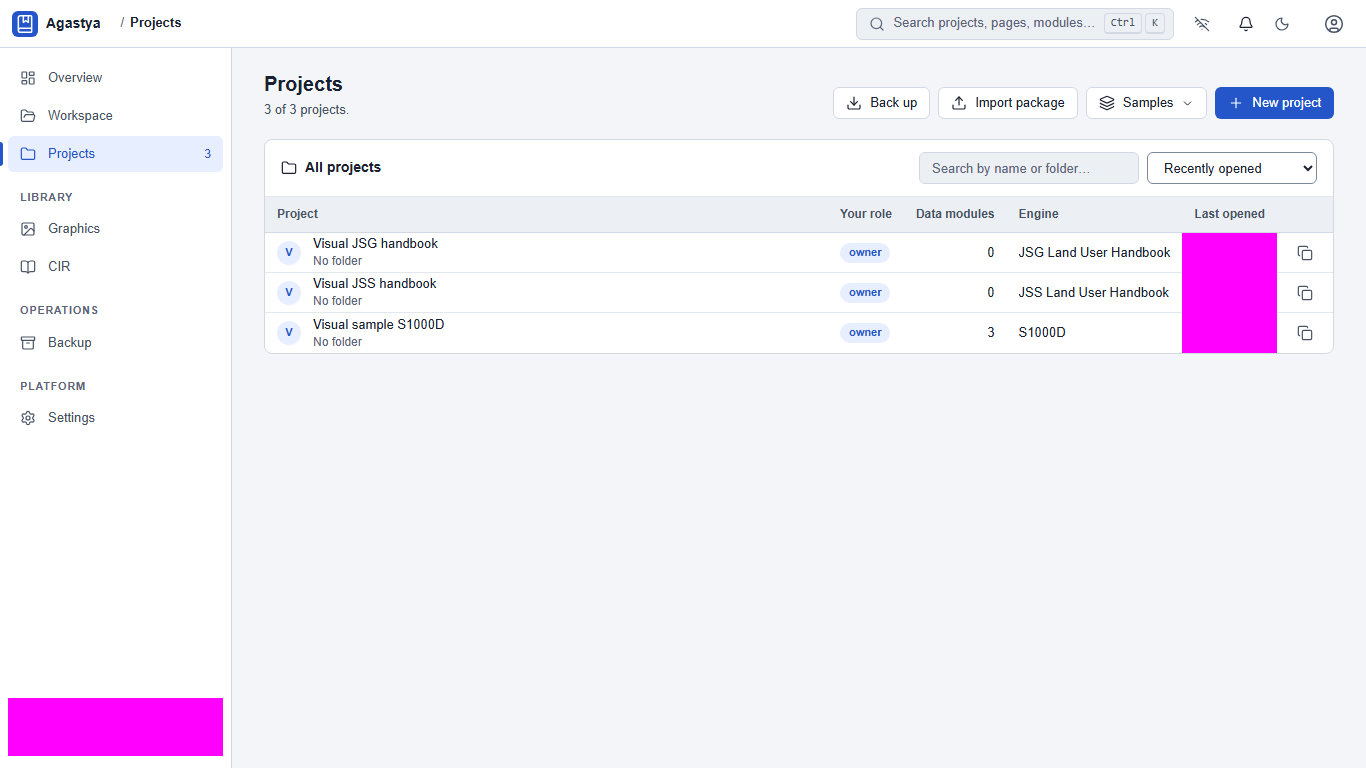 Agastya / Projects
Search projects, pages, modules... Ctrl K
Overview
Workspace
Projects 3
LIBRARY
Graphics
CIR
OPERATIONS
Backup
PLATFORM
Settings
Projects
3 of 3 projects.
Back up Import package Samples New project
All projects
Search by name or folder... Recently opened
Project Your role Data modules Engine Last opened
V Visual JSG handbook owner 0 JSG Land User Handbook
No folder
V Visual JSS handbook owner 0 JSS Land User Handbook
No folder
V Visual sample S1000D owner 3 S1000D
No folder